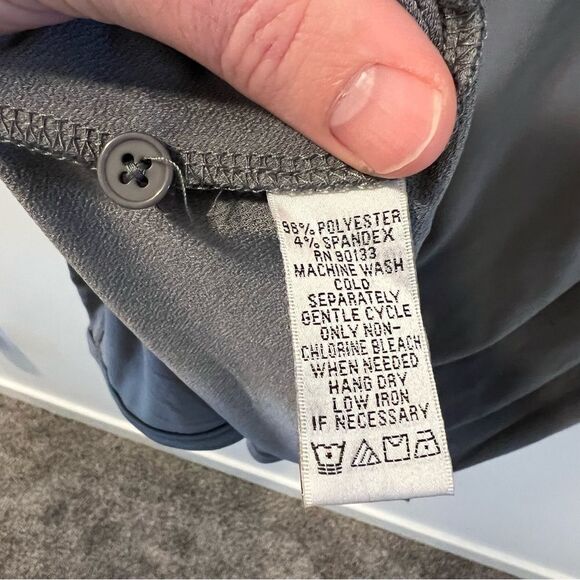 98% POLYESTER
4% SPANDEX
RN 90133
MACHINE WASH
COLD
SEPARATELY
GENTLE CYCLE
ONLY NON-
CHLORINE BLEACH
WHEN NEEDED
HANG DRY
LOW IRON
IF NECESSARY